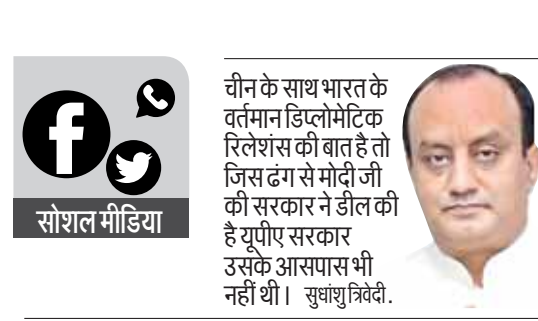 सोशल मीडिया
चीन के साथ भारत के
वर्तमान डिप्लोमेटिक
रिलेशंस की बात है तो
जिस ढंग से मोदी जी
की सरकार ने डील की
है यूपीए सरकार
उसके आसपास भी
नहीं थी। सुधांशु त्रिवेदी.